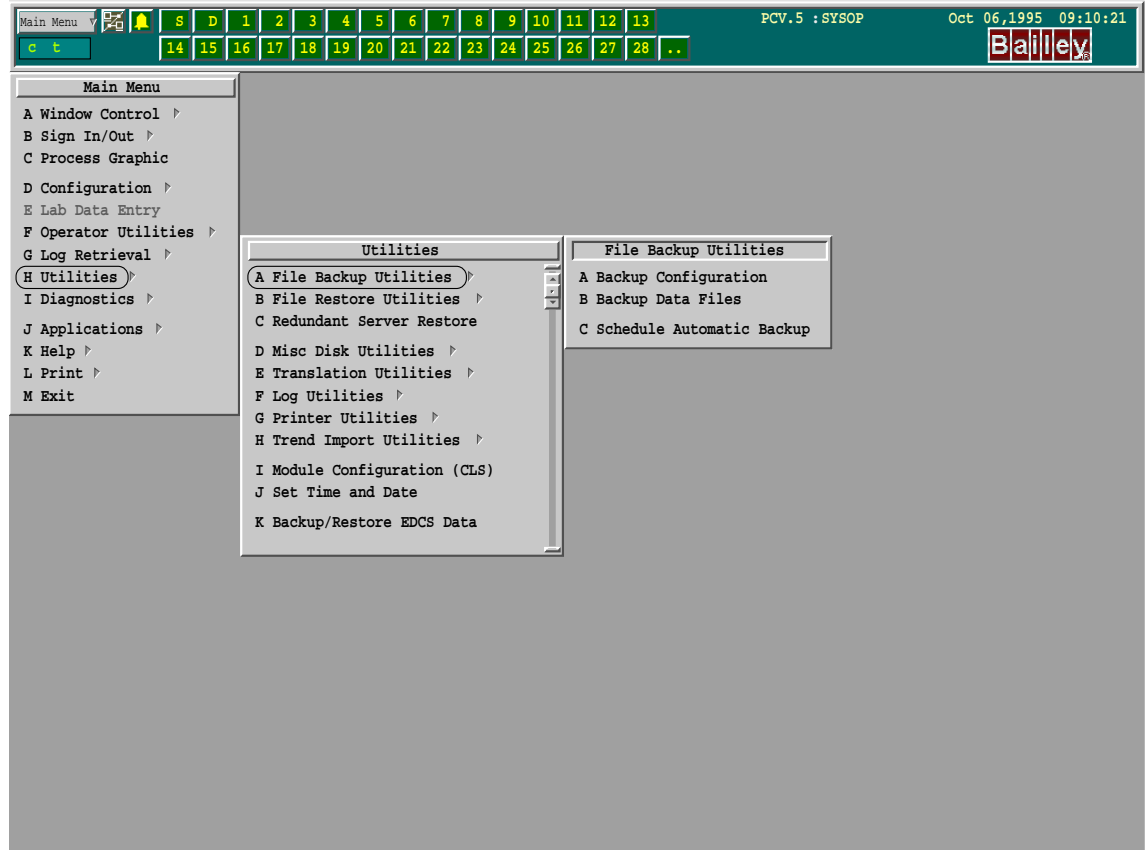 Main Menu S D 1 2 3 4 5 6 7 8 9 10 11 12 13 PCV.5 :SYSOP Oct 06,1995 09:10:21
c t 14 15 16 17 18 19 20 21 22 23 24 25 26 27 28 .. Bailey®
Main Menu
A Window Control
B Sign In/Out
C Process Graphic
D Configuration
E Lab Data Entry
F Operator Utilities
G Log Retrieval
H Utilities
I Diagnostics
J Applications
K Help
L Print
M Exit
Utilities
A File Backup Utilities
B File Restore Utilities
C Redundant Server Restore
D Misc Disk Utilities
E Translation Utilities
F Log Utilities
G Printer Utilities
H Trend Import Utilities
I Module Configuration (CLS)
J Set Time and Date
K Backup/Restore EDCS Data
File Backup Utilities
A Backup Configuration
B Backup Data Files
C Schedule Automatic Backup